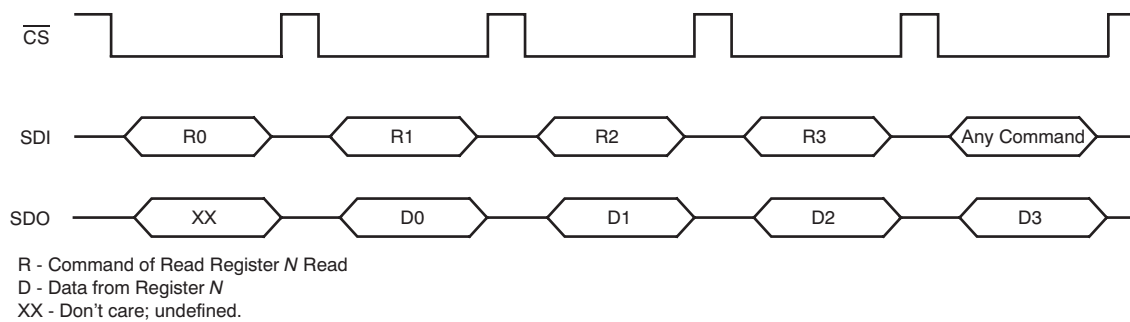 CS
SDI R0 R1 R2 R3 Any Command
SDO XX D0 D1 D2 D3
R - Command of Read Register N Read
D - Data from Register N
XX - Don't care; undefined.